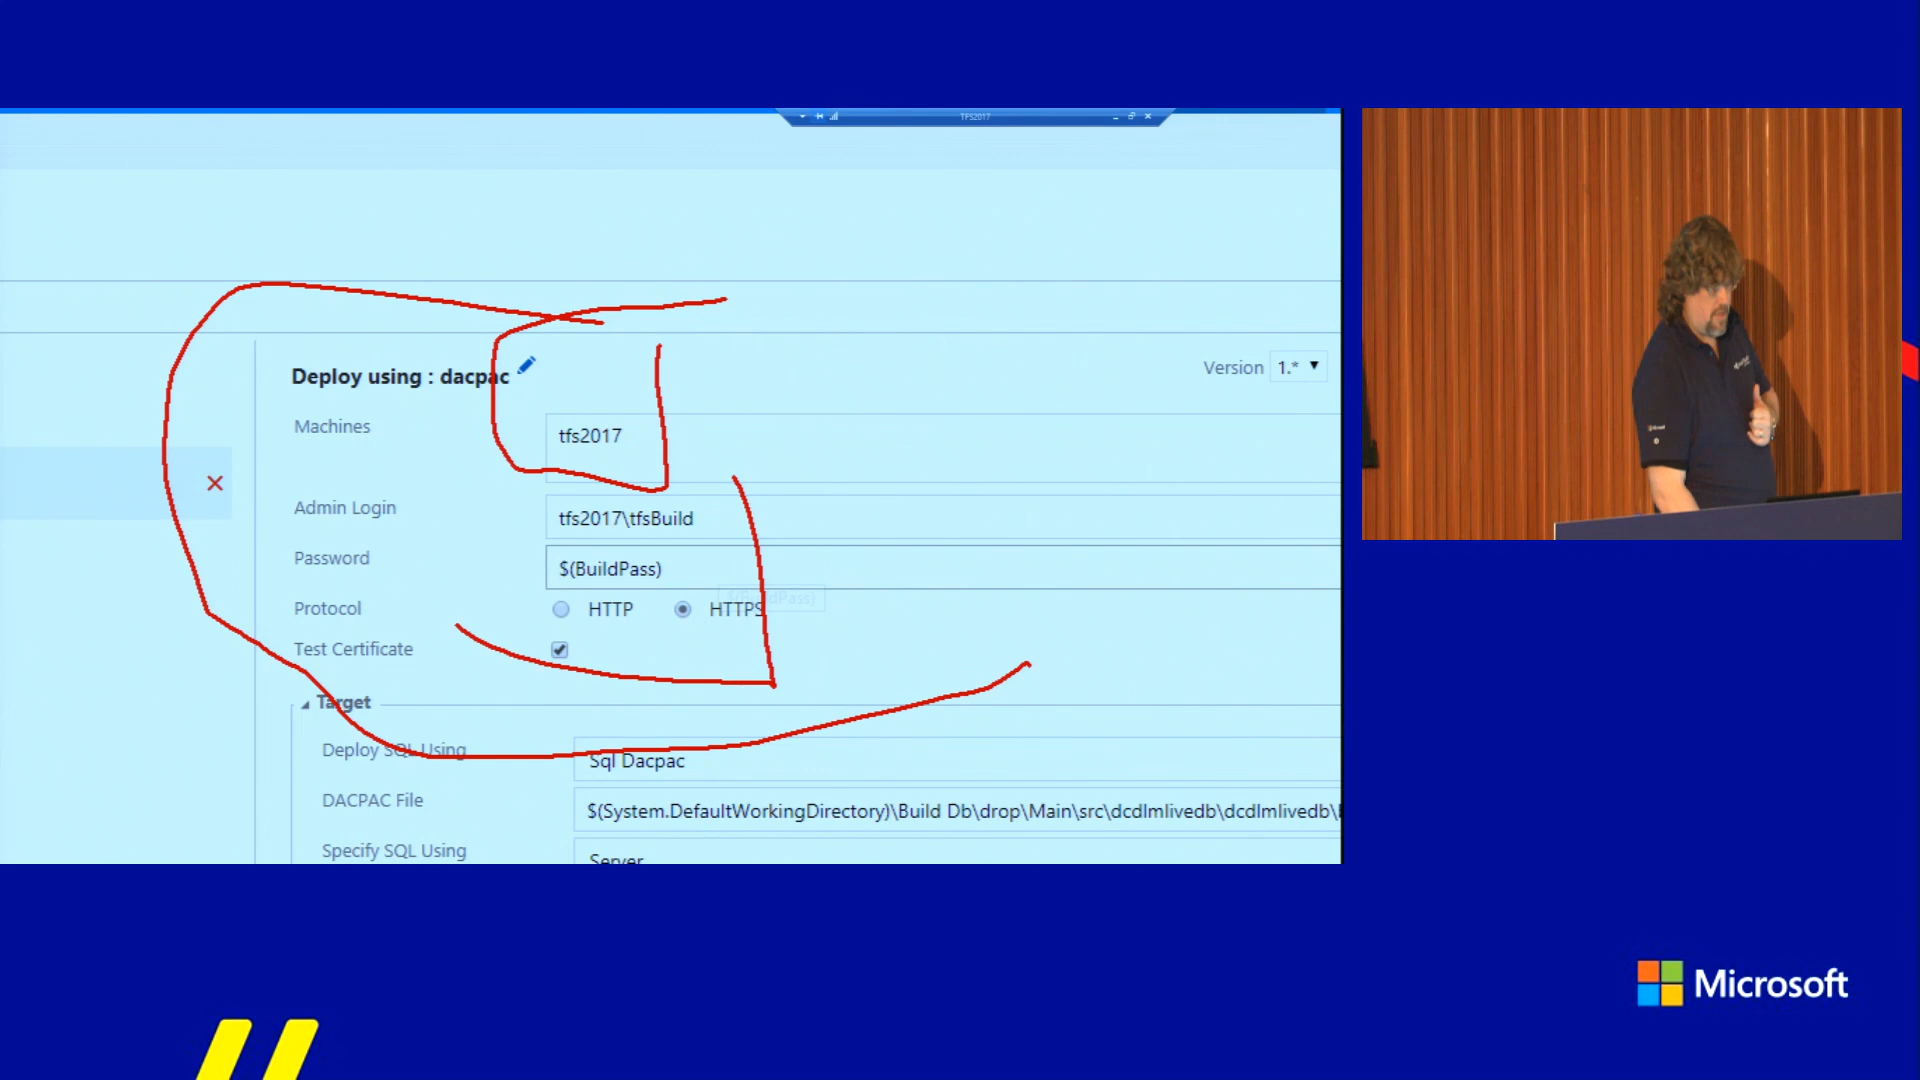 TFS2017
Deploy using : dacpac
Version 1.*
Machines
tfs2017
Admin Login
tfs2017\tfsBuild
Password
$(BuildPass)
$(BuildPass)
Protocol
HTTP
HTTPS
Test Certificate
Target
Deploy SQL Using
Sql Dacpac
DACPAC File
$(System.DefaultWorkingDirectory)\Build Db\drop\Main\src\dcdlmlivedb\dcdlmlivedb\
Specify SQL Using
Server
Microsoft